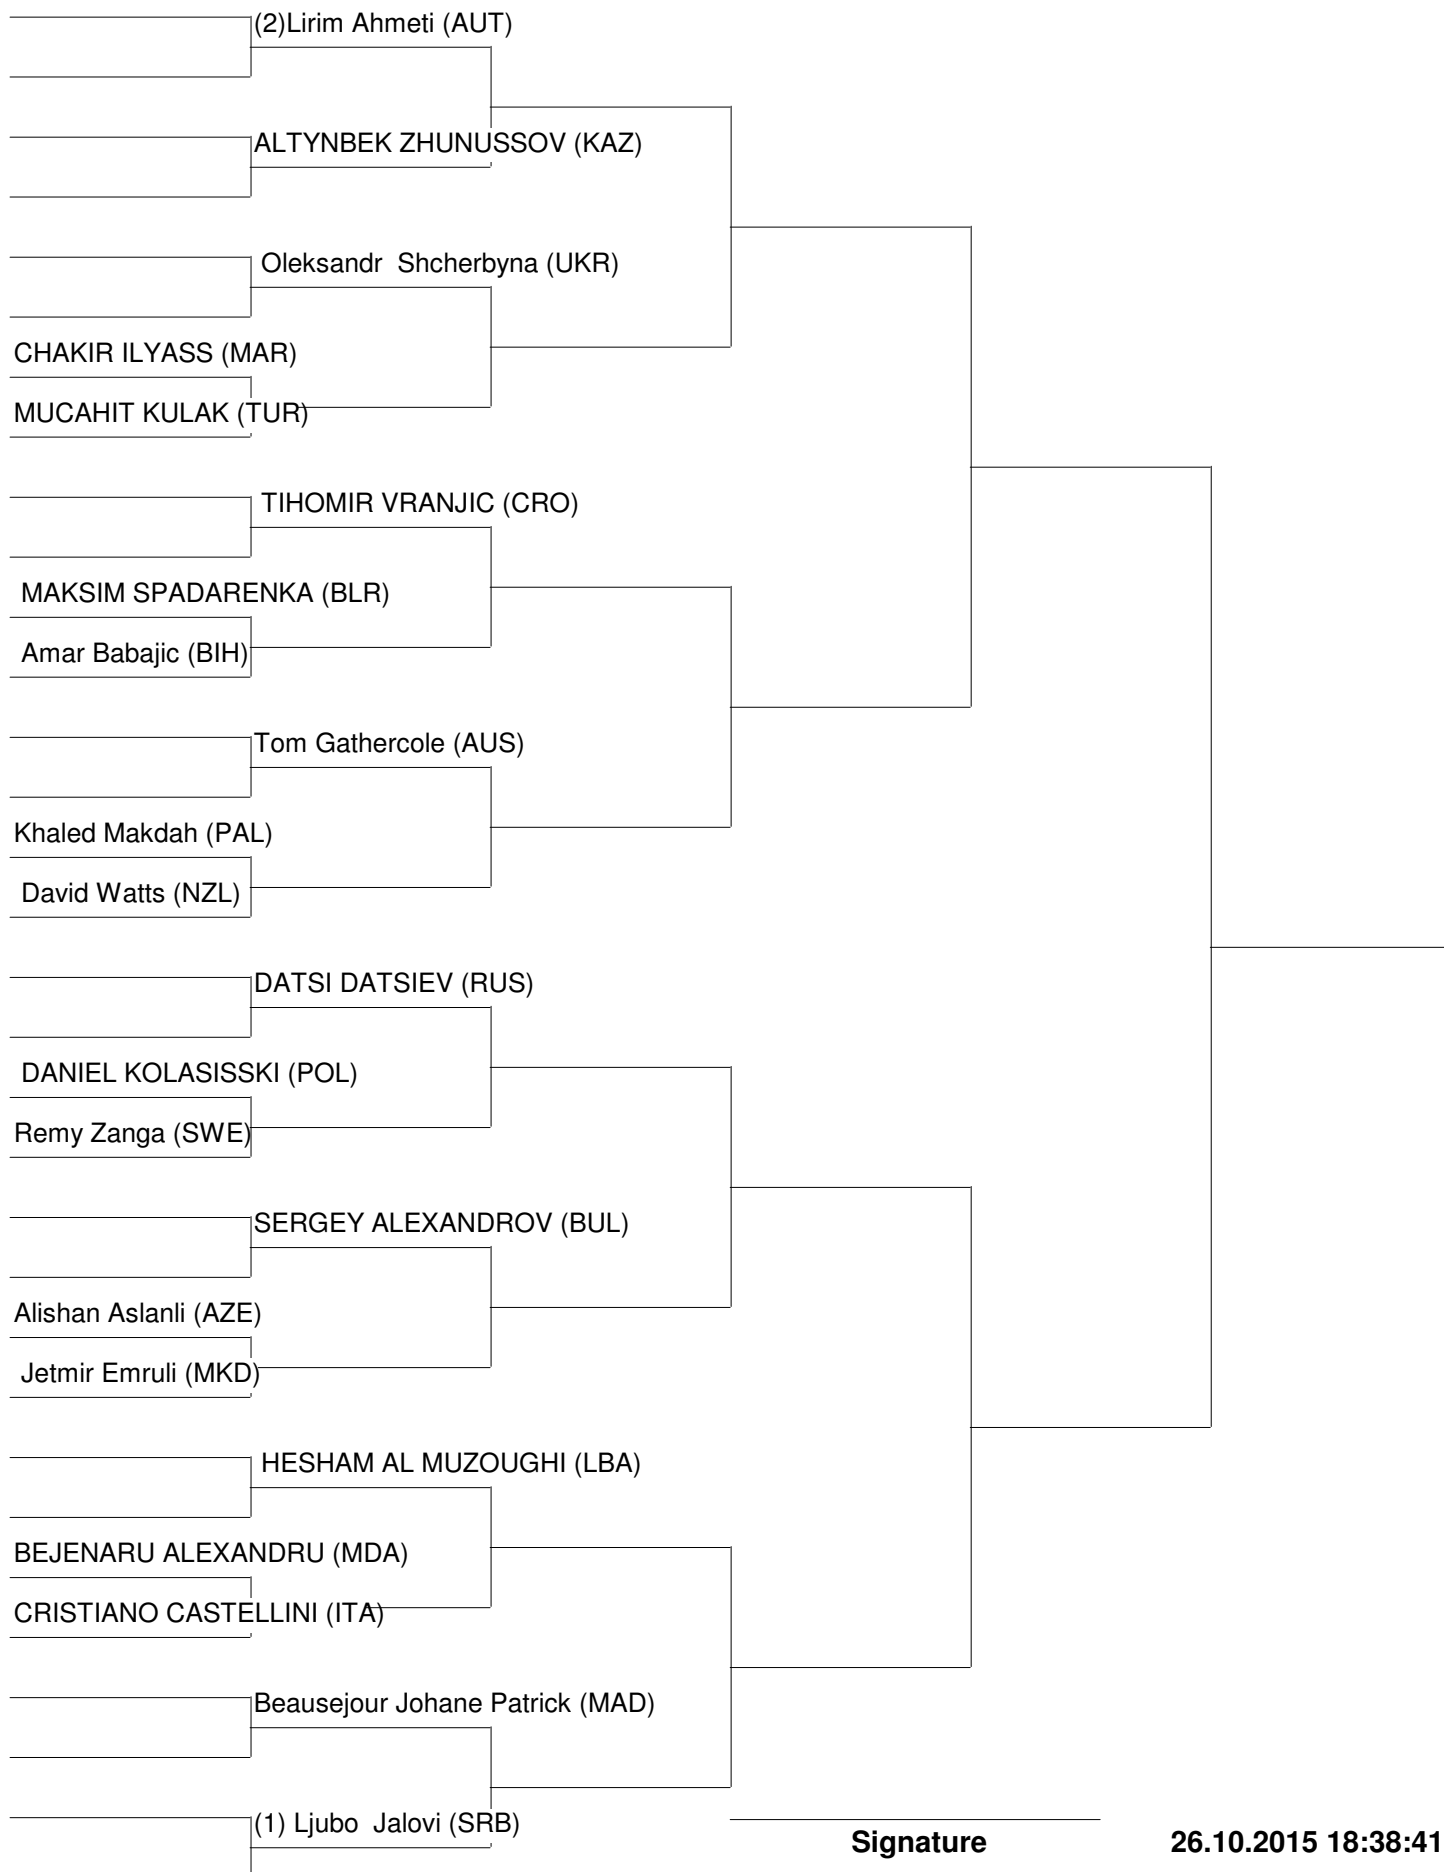 (2)Lirim Ahmeti (AUT)
ALTYNBEK ZHUNUSSOV (KAZ)
Oleksandr  Shcherbyna (UKR)
CHAKIR ILYASS (MAR)
MUCAHIT KULAK (TUR)
TIHOMIR VRANJIC (CRO)
MAKSIM SPADARENKA (BLR)
Amar Babajic (BIH)
Tom Gathercole (AUS)
Khaled Makdah (PAL)
David Watts (NZL)
DATSI DATSIEV (RUS)
DANIEL KOLASISSKI (POL)
Remy Zanga (SWE)
SERGEY ALEXANDROV (BUL)
Alishan Aslanli (AZE)
Jetmir Emruli (MKD)
HESHAM AL MUZOUGHI (LBA)
BEJENARU ALEXANDRU (MDA)
CRISTIANO CASTELLINI (ITA)
Beausejour Johane Patrick (MAD)
(1) Ljubo  Jalovi (SRB)
Signature
26.10.2015 18:38:41